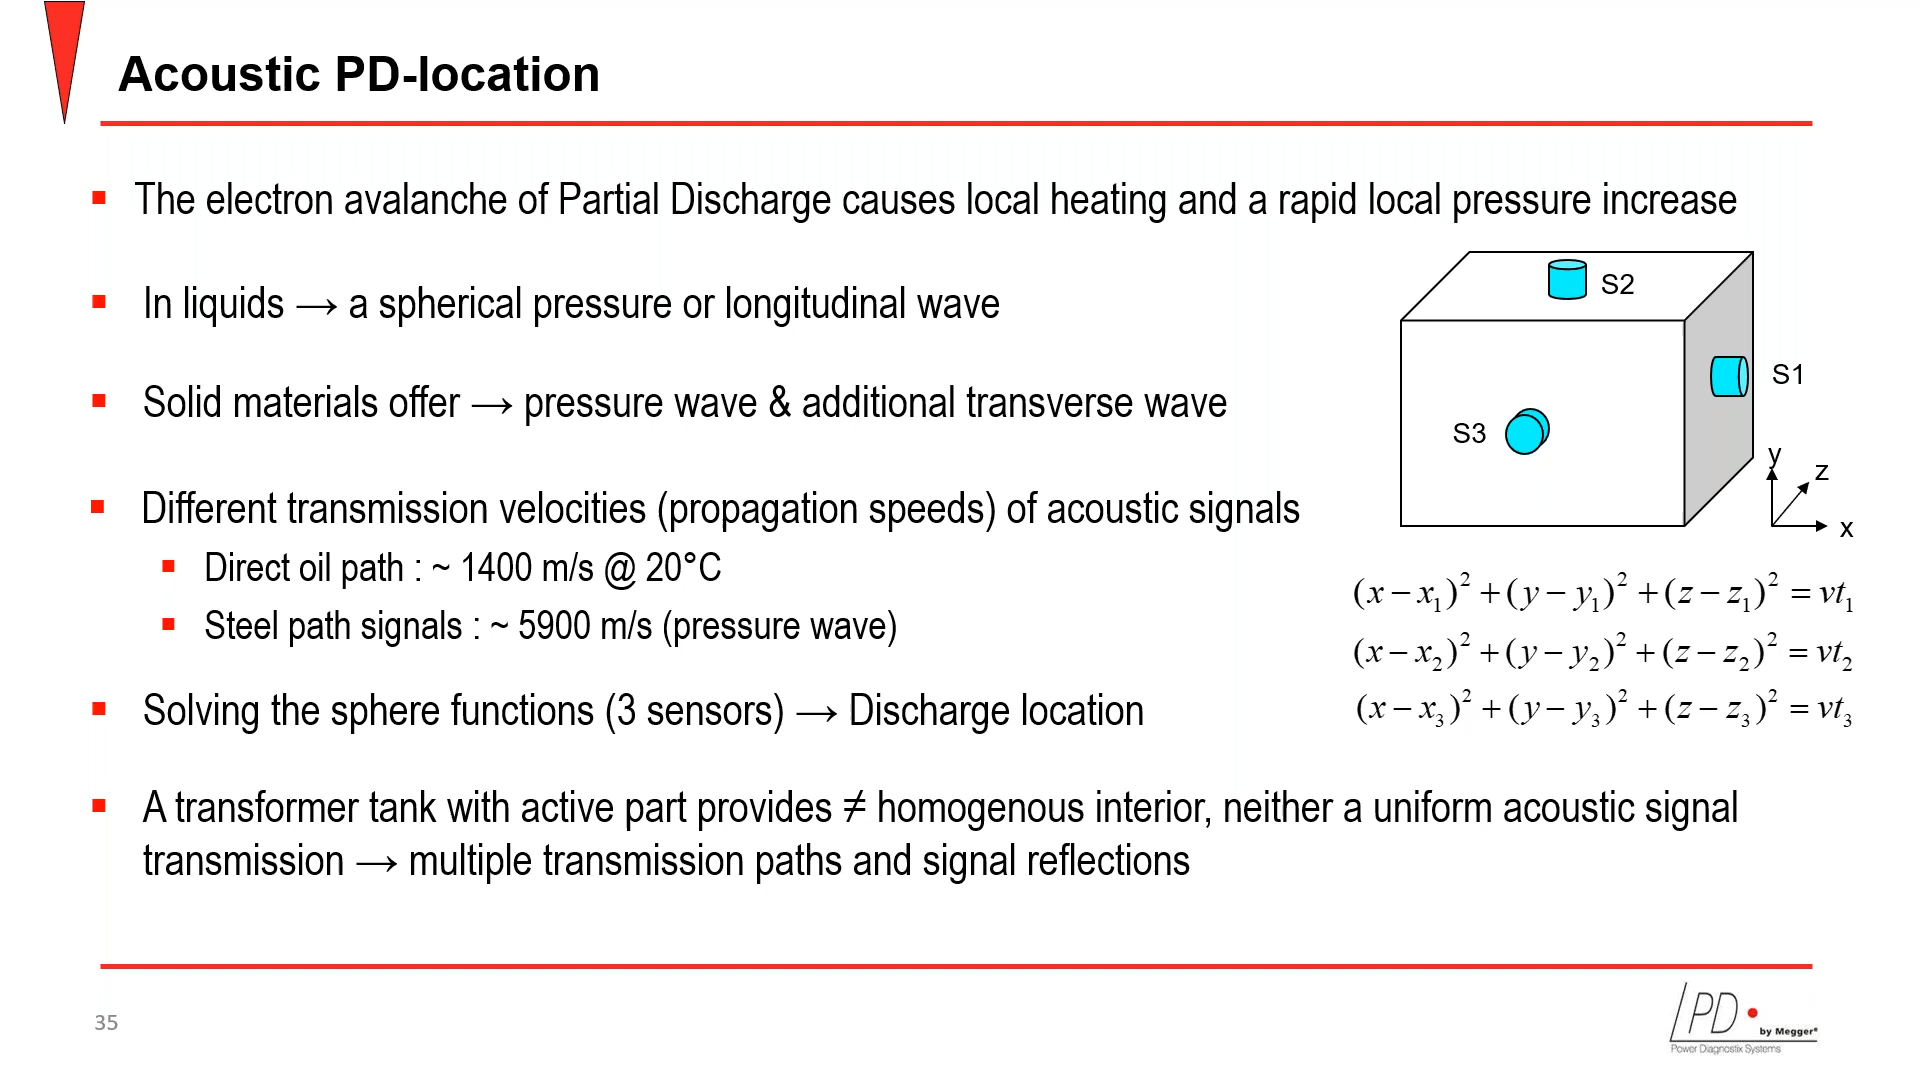 Acoustic PD-location
▪ The electron avalanche of Partial Discharge causes local heating and a rapid local pressure increase
▪ In liquids → a spherical pressure or longitudinal wave
▪ Solid materials offer → pressure wave & additional transverse wave
▪ Different transmission velocities (propagation speeds) of acoustic signals
▪ Direct oil path : ~ 1400 m/s @ 20°C
▪ Steel path signals : ~ 5900 m/s (pressure wave)
▪ Solving the sphere functions (3 sensors) → Discharge location
▪ A transformer tank with active part provides ≠ homogenous interior, neither a uniform acoustic signal
transmission → multiple transmission paths and signal reflections
S2
S1
S3
y
z
x
(x − x₁)² + (y − y₁)² + (z − z₁)² = vt₁
(x − x₂)² + (y − y₂)² + (z − z₂)² = vt₂
(x − x₃)² + (y − y₃)² + (z − z₃)² = vt₃
35
PD
by Megger®
Power Diagnostix Systems